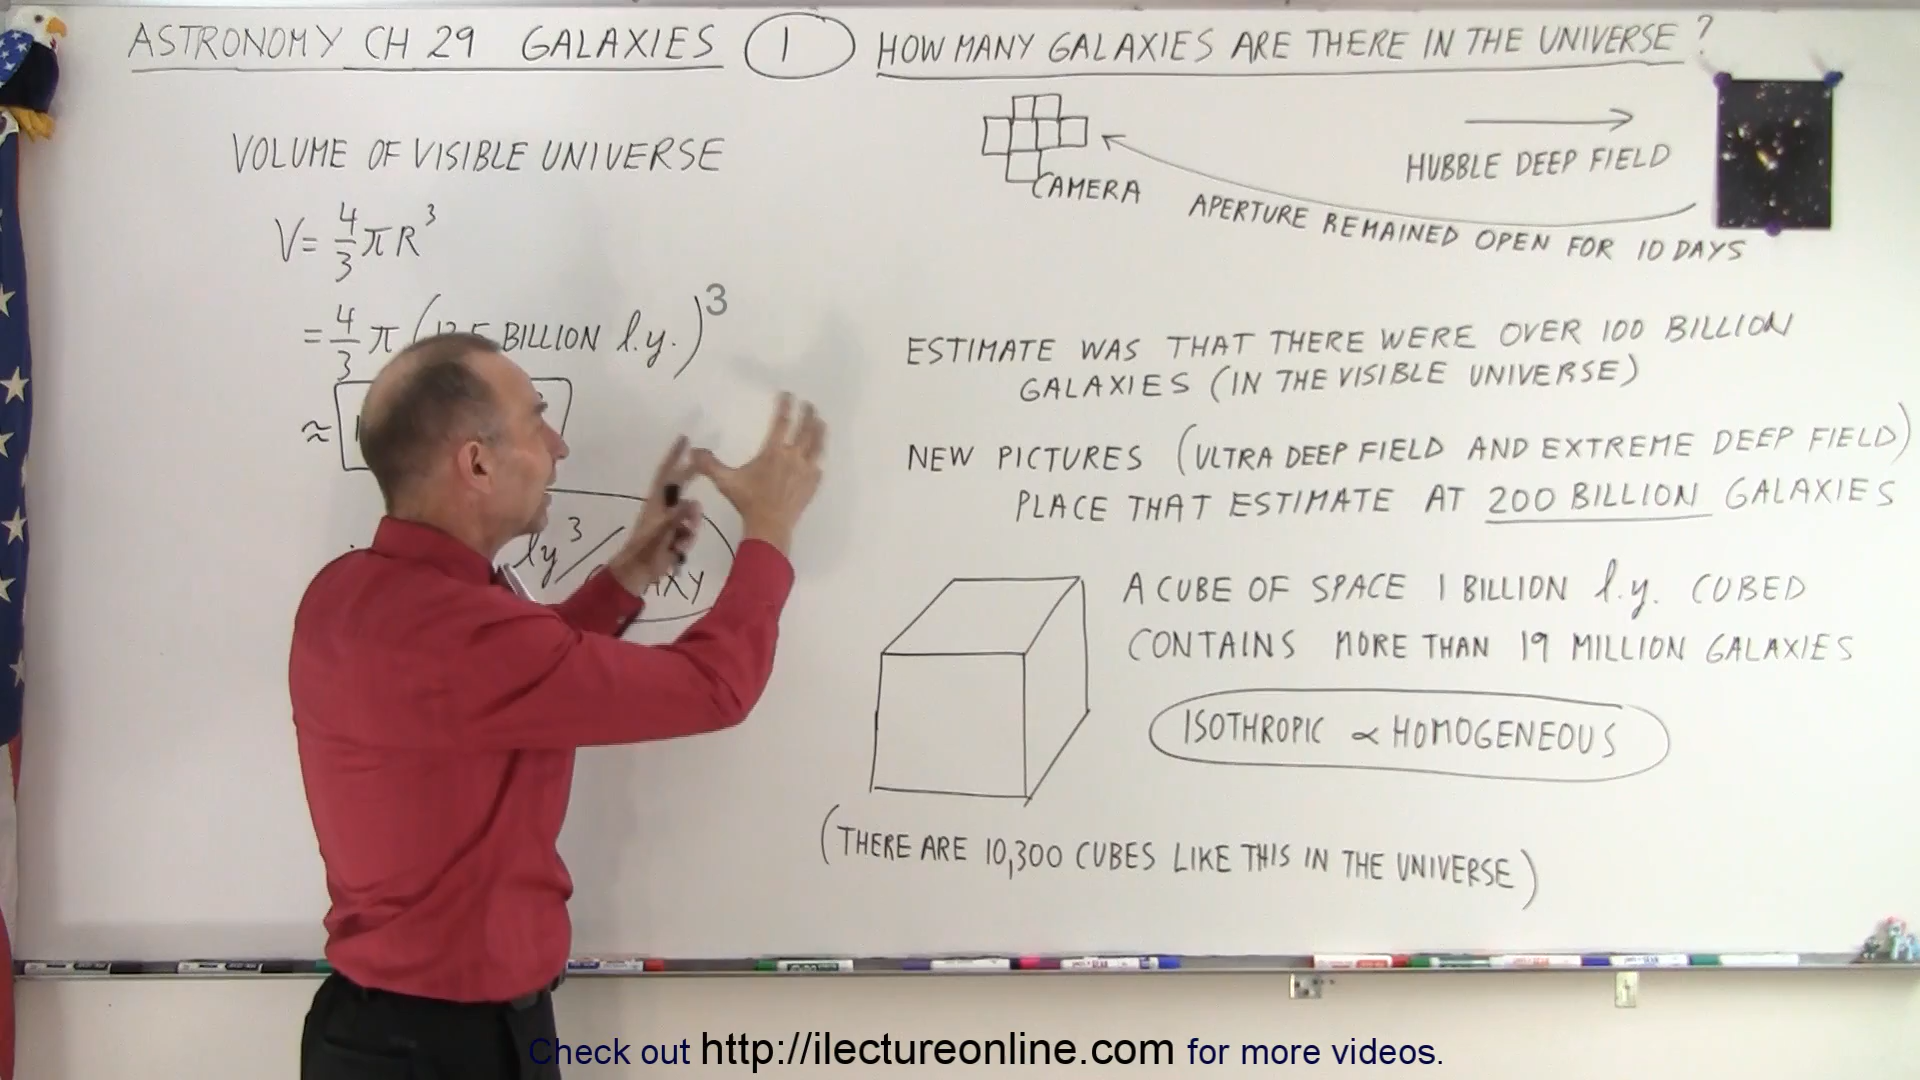 ASTRONOMY CH 29 GALAXIES 1 HOW MANY GALAXIES ARE THERE IN THE UNIVERSE?
VOLUME OF VISIBLE UNIVERSE
V = 4/3 π R³
= 4/3 π ( BILLION l.y.)³
≈
ly³/
CAMERA
HUBBLE DEEP FIELD
APERTURE REMAINED OPEN FOR 10 DAYS
ESTIMATE WAS THAT THERE WERE OVER 100 BILLION
GALAXIES (IN THE VISIBLE UNIVERSE)
NEW PICTURES (ULTRA DEEP FIELD AND EXTREME DEEP FIELD)
PLACE THAT ESTIMATE AT 200 BILLION GALAXIES
A CUBE OF SPACE 1 BILLION l.y. CUBED
CONTAINS MORE THAN 19 MILLION GALAXIES
ISOTHROPIC ∝ HOMOGENEOUS
(THERE ARE 10,300 CUBES LIKE THIS IN THE UNIVERSE)
Check out http://ilectureonline.com for more videos.